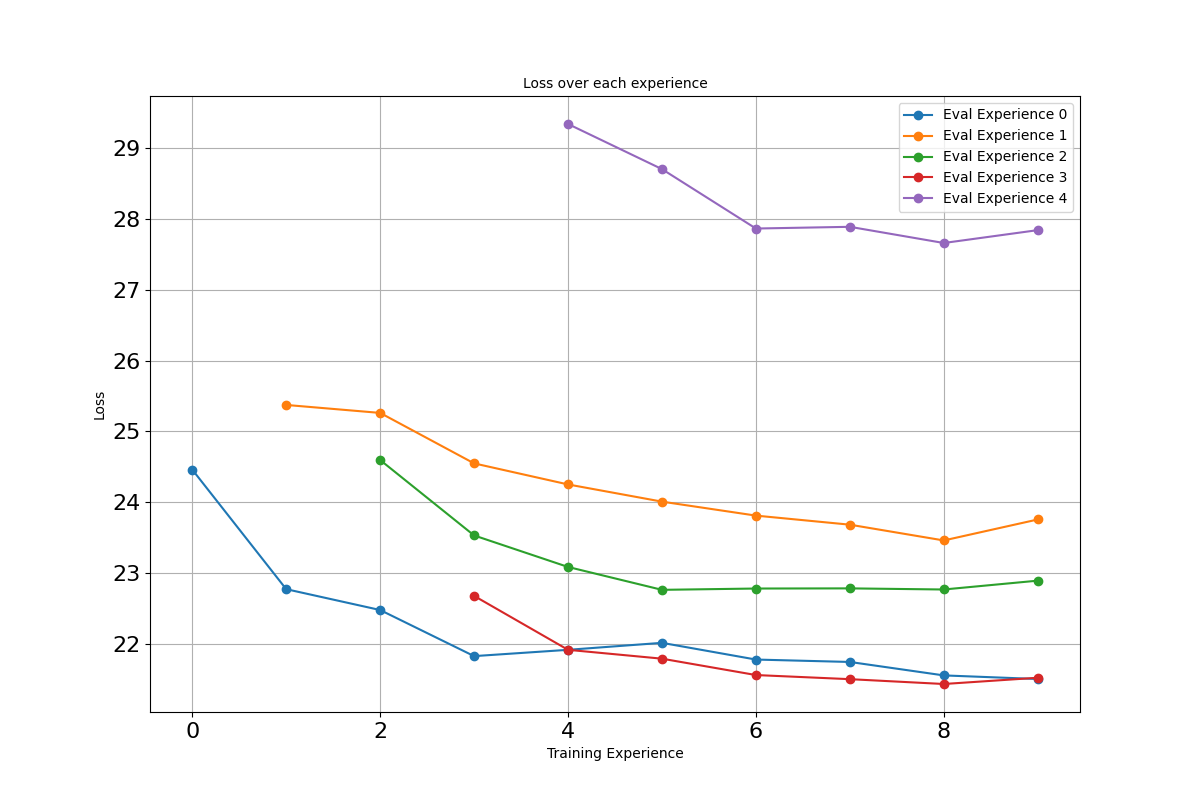 Loss over each experience
Eval Experience 0
Eval Experience 1
Eval Experience 2
Eval Experience 3
Eval Experience 4
29
28
27
26
25
24
23
22
Loss
0 2 4 6 8
Training Experience